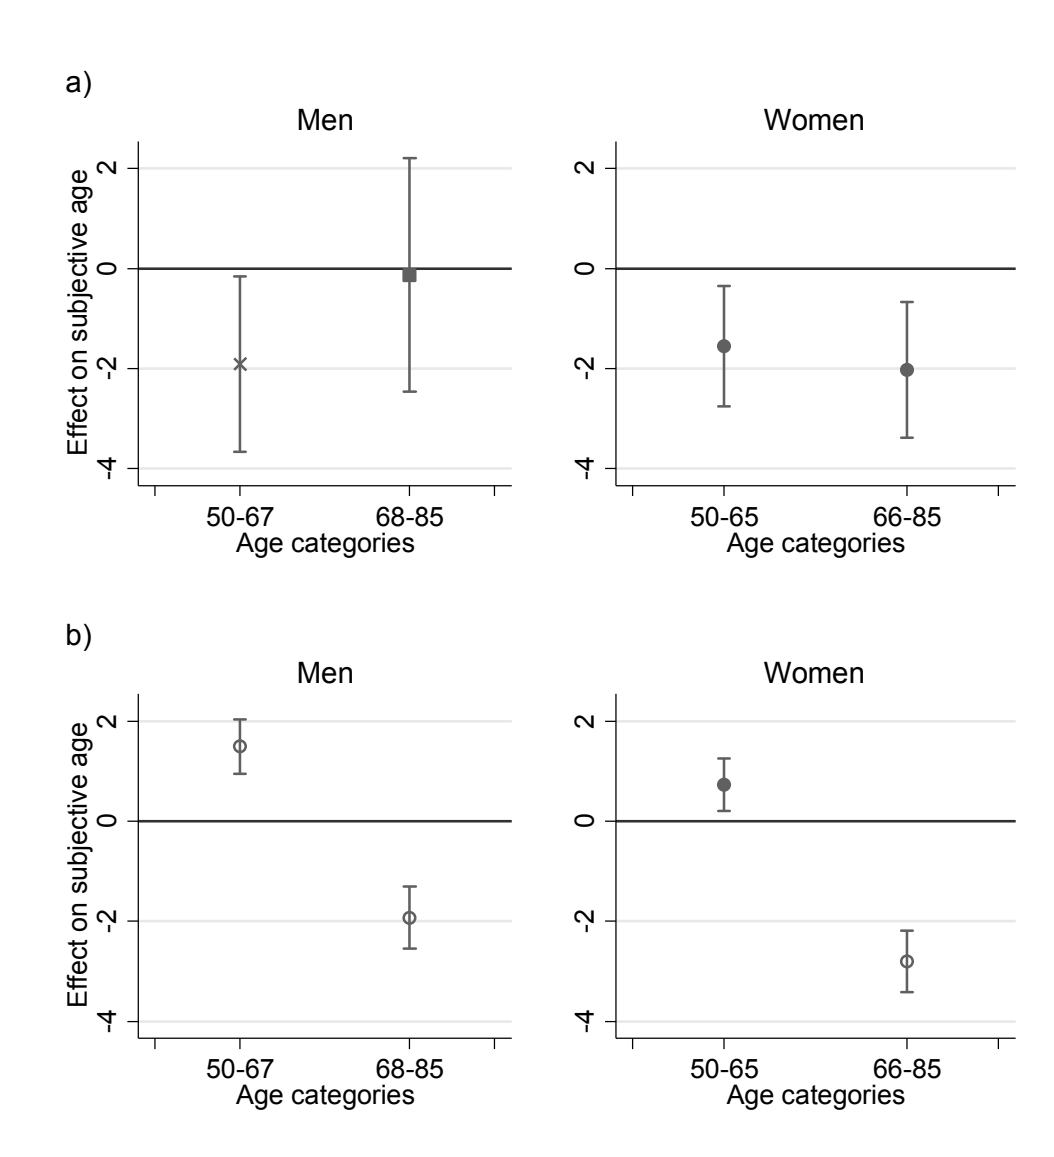 a)
Men
Women
Effect on subjective age
2
0
-2
-4
2
0
-2
-4
50-67
68-85
Age categories
50-65
66-85
Age categories
b)
Men
Women
Effect on subjective age
2
0
-2
-4
2
0
-2
-4
50-67
68-85
Age categories
50-65
66-85
Age categories